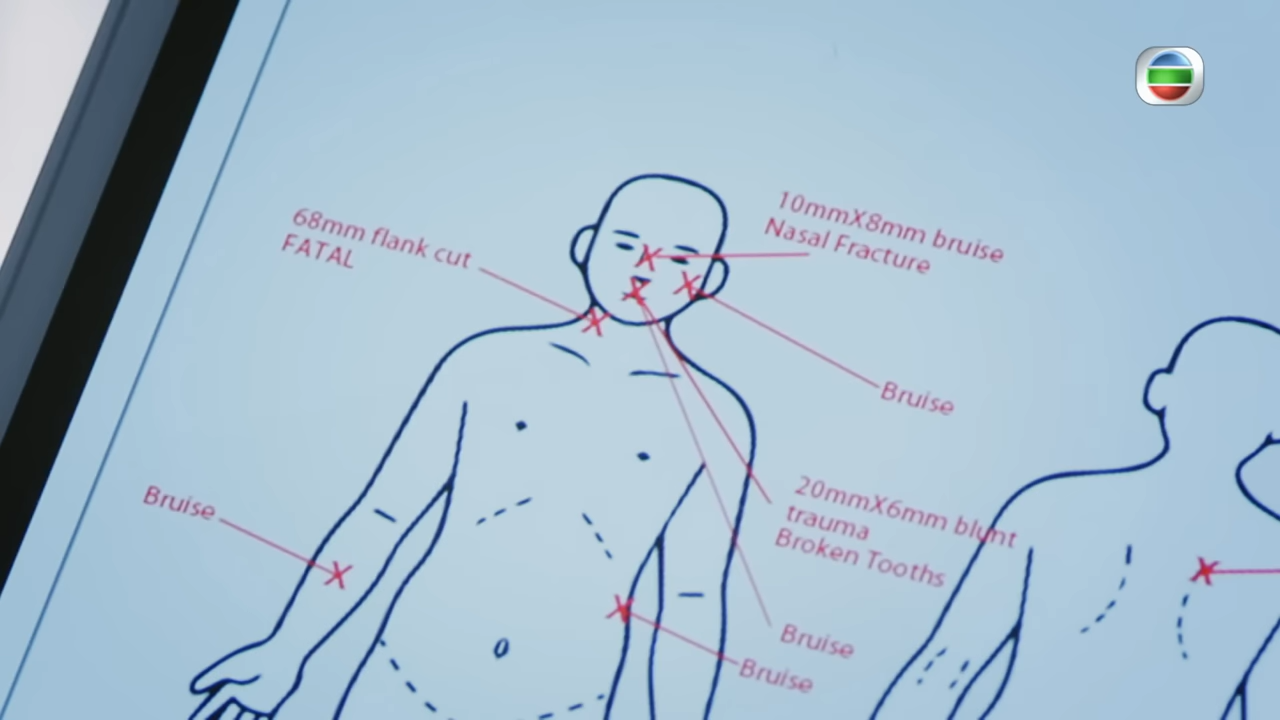 68mm flank cut
FATAL
10mmX8mm bruise
Nasal Fracture
Bruise
Bruise
20mmX6mm blunt
trauma
Broken Tooths
Bruise
Bruise